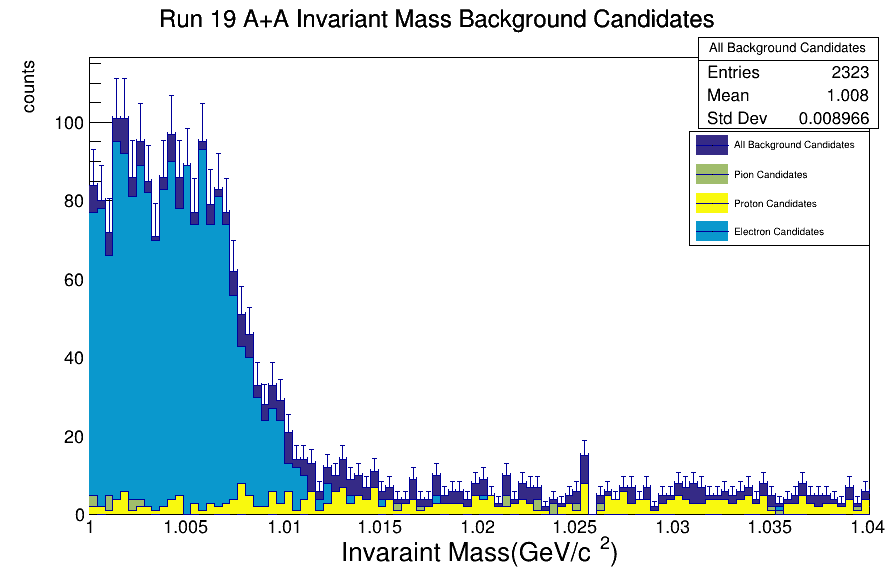 Run 19 A+A Invariant Mass Background Candidates
All Background Candidates
Entries 2323
Mean 1.008
Std Dev 0.008966
All Background Candidates
Pion Candidates
Proton Candidates
Electron Candidates
counts
100
80
60
40
20
0
1 1.005 1.01 1.015 1.02 1.025 1.03 1.035 1.04
Invaraint Mass(GeV/c ²)